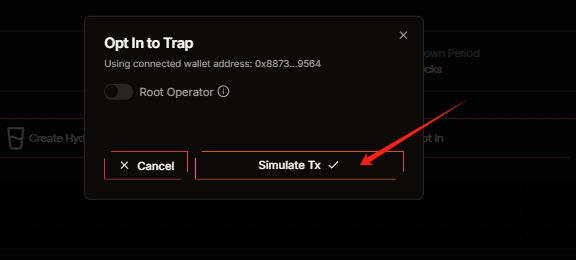 Opt In to Trap
Using connected wallet address: 0x8873...9564
own Period
ocks
Root Operator
Create Hyd
pt In
Cancel
Simulate Tx